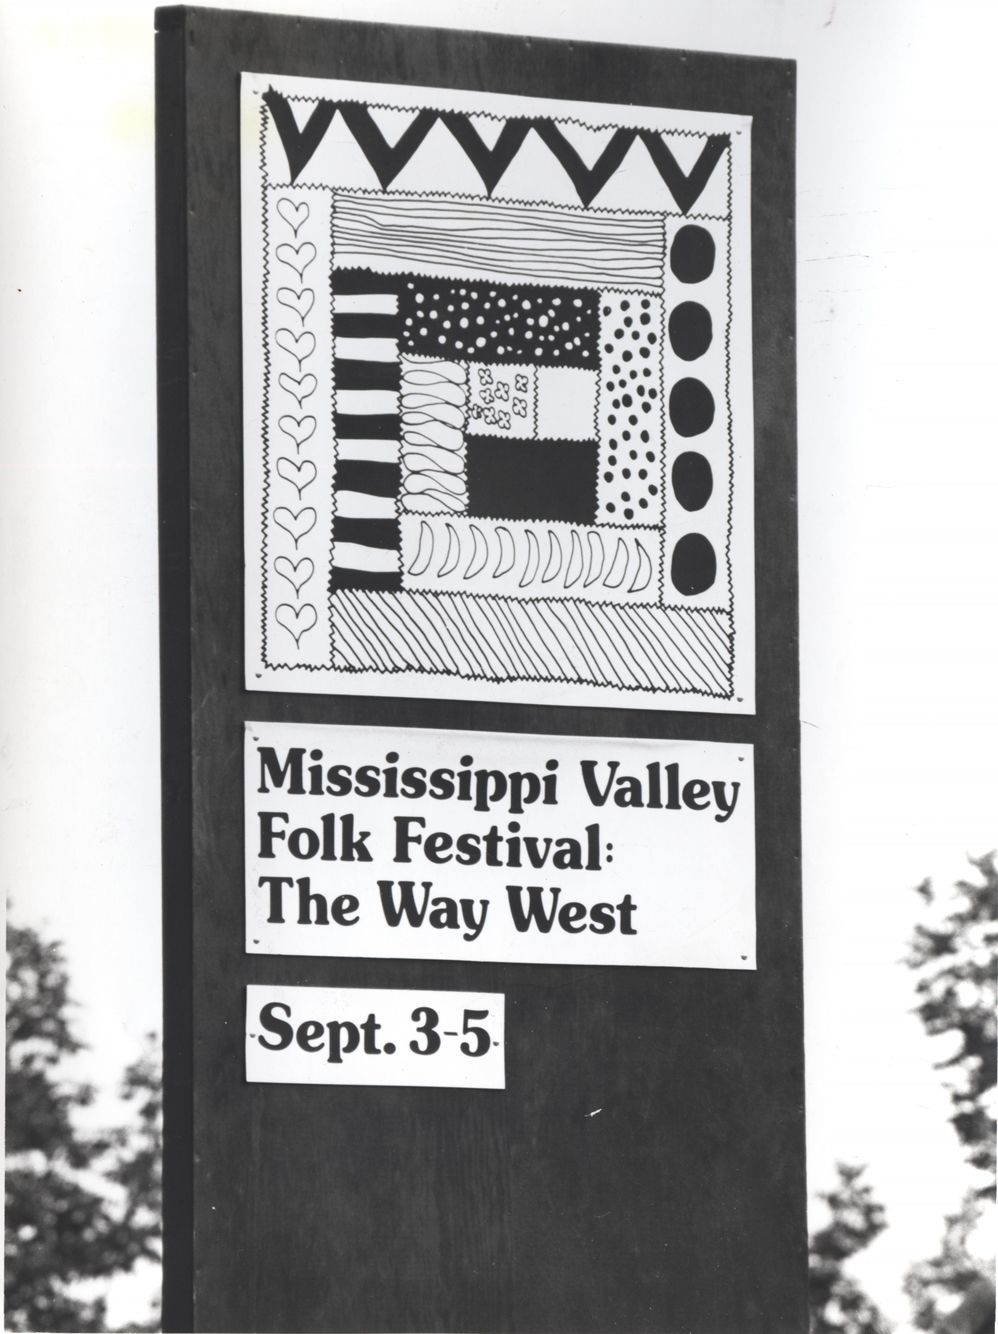 Mississippi Valley
Folk Festival:
The Way West
Sept. 3-5